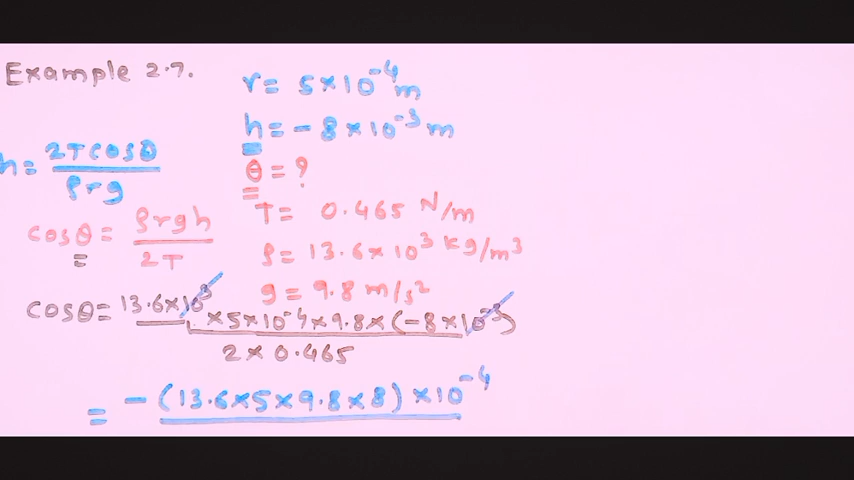 Example 2.7.
r = 5×10⁻⁴m
h = - 8×10⁻³m
h = 2Tcosθ / ρrg
θ = ?
T = 0.465 N/m
cosθ = ρrgh / 2T
ρ = 13.6×10³ kg/m³
g = 9.8 m/s²
cosθ = 13.6×10³ ×5×10⁻⁴×9.8×(-8×10⁻³) / 2×0.465
= -(13.6×5×9.8×8)×10⁻⁴